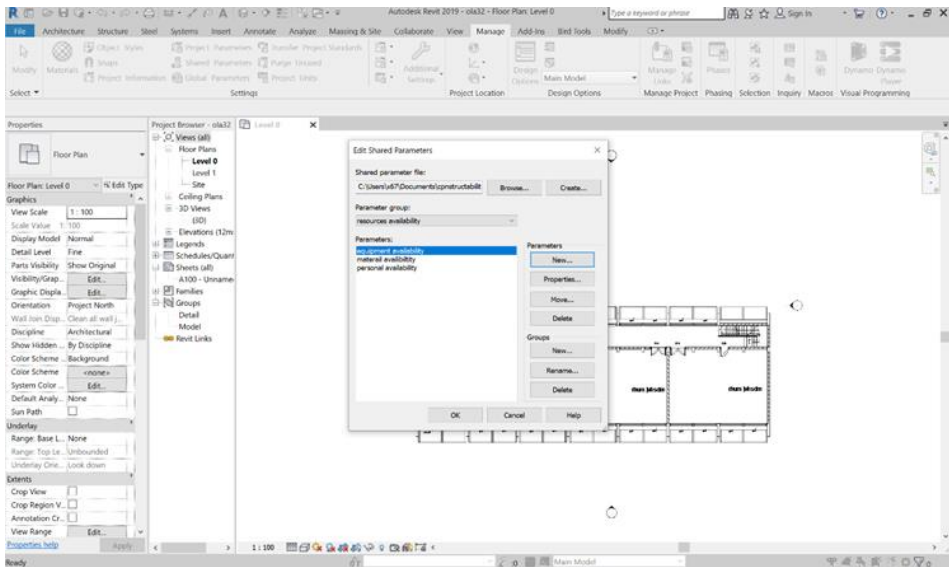 Autodesk Revit 2019 - ola32 - Floor Plan: Level 0
Type a keyword or phrase
Sign In
File Architecture Structure Steel Systems Insert Annotate Analyze Massing & Site Collaborate View Manage Add-Ins Bird Tools Modify
Modify
Materials
Object Styles
Snaps
Project Information
Project Parameters
Shared Parameters
Global Parameters
Transfer Project Standards
Purge Unused
Project Units
Additional
Settings
Design
Options
Main Model
Manage
Links
Phases
Dynamo Dynamo
Player
Select
Settings
Project Location
Design Options
Manage Project Phasing Selection Inquiry Macros Visual Programming
Properties
Floor Plan
Floor Plan: Level 0
Edit Type
Graphics
View Scale 1 : 100
Scale Value 1: 100
Display Model Normal
Detail Level Fine
Parts Visibility Show Original
Visibility/Grap... Edit...
Graphic Displa... Edit...
Orientation Project North
Wall Join Disp... Clean all wall j...
Discipline Architectural
Show Hidden ... By Discipline
Color Scheme ... Background
Color Scheme <none>
System Color ... Edit...
Default Analy... None
Sun Path
Underlay
Range: Base L... None
Range: Top Le... Unbounded
Underlay Orie... Look down
Extents
Crop View
Crop Region V...
Annotation Cr...
View Range Edit...
Properties help
Apply
Project Browser - ola32
Views (all)
Floor Plans
Level 0
Level 1
Site
Ceiling Plans
3D Views
{3D}
Elevations (12m
Legends
Schedules/Quant
Sheets (all)
A100 - Unname
Families
Groups
Detail
Model
Revit Links
Level 0
Edit Shared Parameters
Shared parameter file:
C:\Users\x67\Documents\cpnstructabilit
Browse...
Create...
Parameter group:
resources availability
Parameters:
wquipment availability
materail availibitity
personal availability
Parameters
New...
Properties...
Move...
Delete
Groups
New...
Rename...
Delete
OK
Cancel
Help
1 : 100
Ready
Main Model